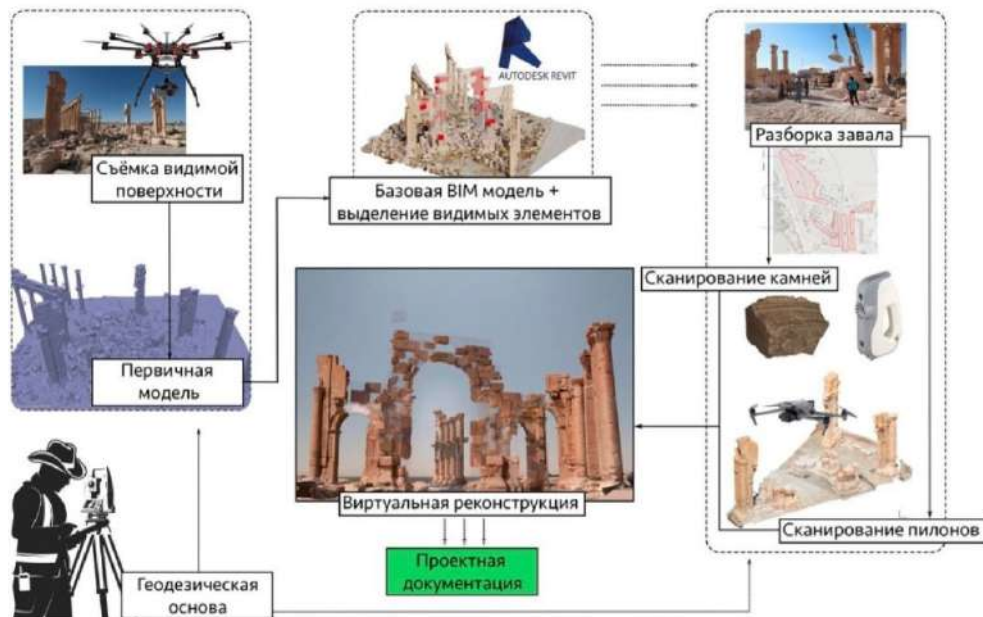 AUTODESK REVIT
Съёмка видимой
поверхности
Базовая BIM модель +
выделение видимых элементов
Разборка завала
Сканирование камней
Первичная
модель
Виртуальная реконструкция
Сканирование пилонов
Проектная
документация
Геодезическая
основа